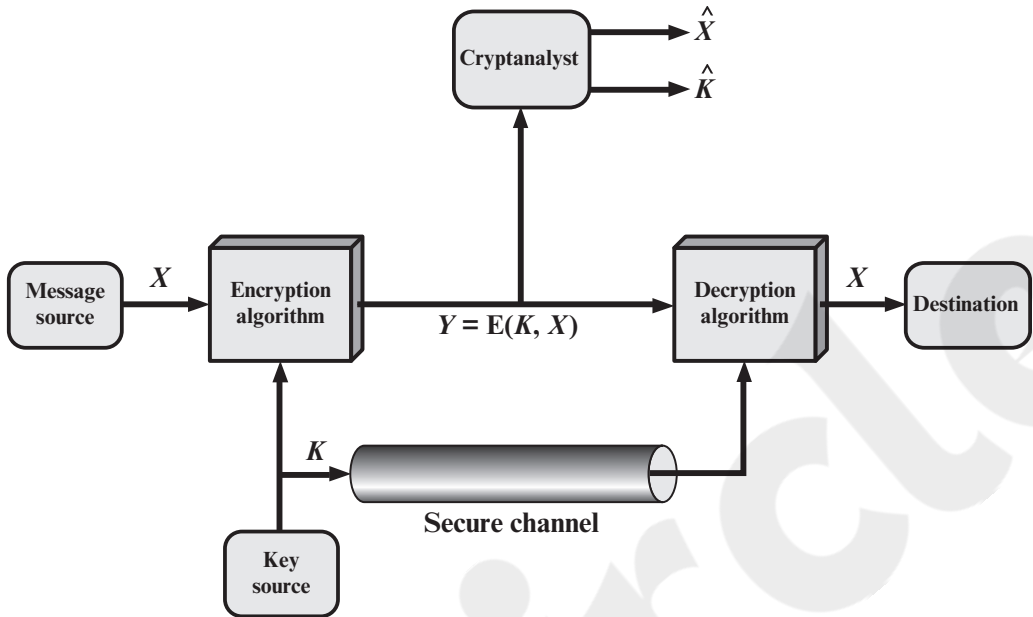 X̂
Cryptanalyst
K̂
Message
source
X
Encryption
algorithm
Y = E(K, X)
Decryption
algorithm
X
Destination
K
Secure channel
Key
source